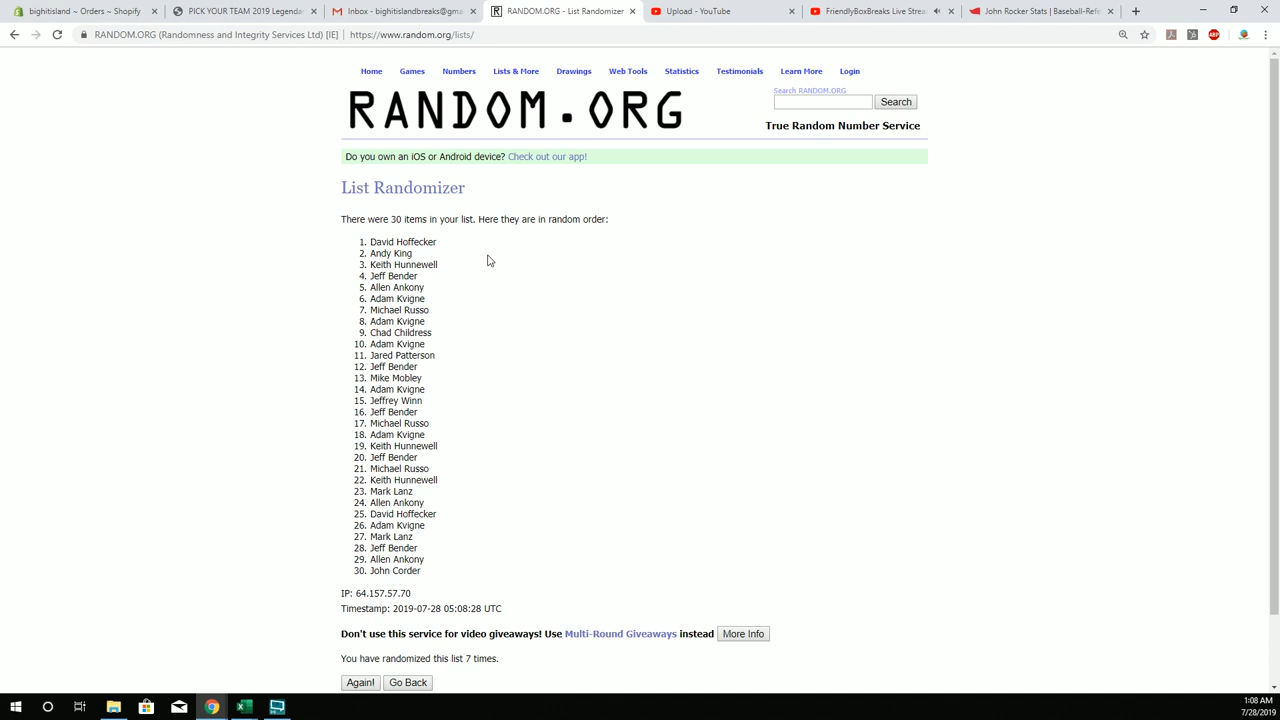 bighitisland ~ Orders ~ Shopify
PICK YOUR TEAM 2019 Legendar
Inbox - bighitislandbreaks@gma
RANDOM.ORG - List Randomizer
Upload - YouTube
FriendlyBoxBreaks Live Strea
John Rocker Stats | Baseball-Refe
RANDOM.ORG (Randomness and Integrity Services Ltd) [IE] | https://www.random.org/lists/
Home Games Numbers Lists & More Drawings Web Tools Statistics Testimonials Learn More Login
RANDOM.ORG
Search RANDOM.ORG
Search
True Random Number Service
Do you own an iOS or Android device? Check out our app!
List Randomizer
There were 30 items in your list. Here they are in random order:
1. David Hoffecker
2. Andy King
3. Keith Hunnewell
4. Jeff Bender
5. Allen Ankony
6. Adam Kvigne
7. Michael Russo
8. Adam Kvigne
9. Chad Childress
10. Adam Kvigne
11. Jared Patterson
12. Jeff Bender
13. Mike Mobley
14. Adam Kvigne
15. Jeffrey Winn
16. Jeff Bender
17. Michael Russo
18. Adam Kvigne
19. Keith Hunnewell
20. Jeff Bender
21. Michael Russo
22. Keith Hunnewell
23. Mark Lanz
24. Allen Ankony
25. David Hoffecker
26. Adam Kvigne
27. Mark Lanz
28. Jeff Bender
29. Allen Ankony
30. John Corder
IP: 64.157.57.70
Timestamp: 2019-07-28 05:08:28 UTC
Don't use this service for video giveaways! Use Multi-Round Giveaways instead More Info
You have randomized this list 7 times.
Again! Go Back
1:08 AM
7/28/2019